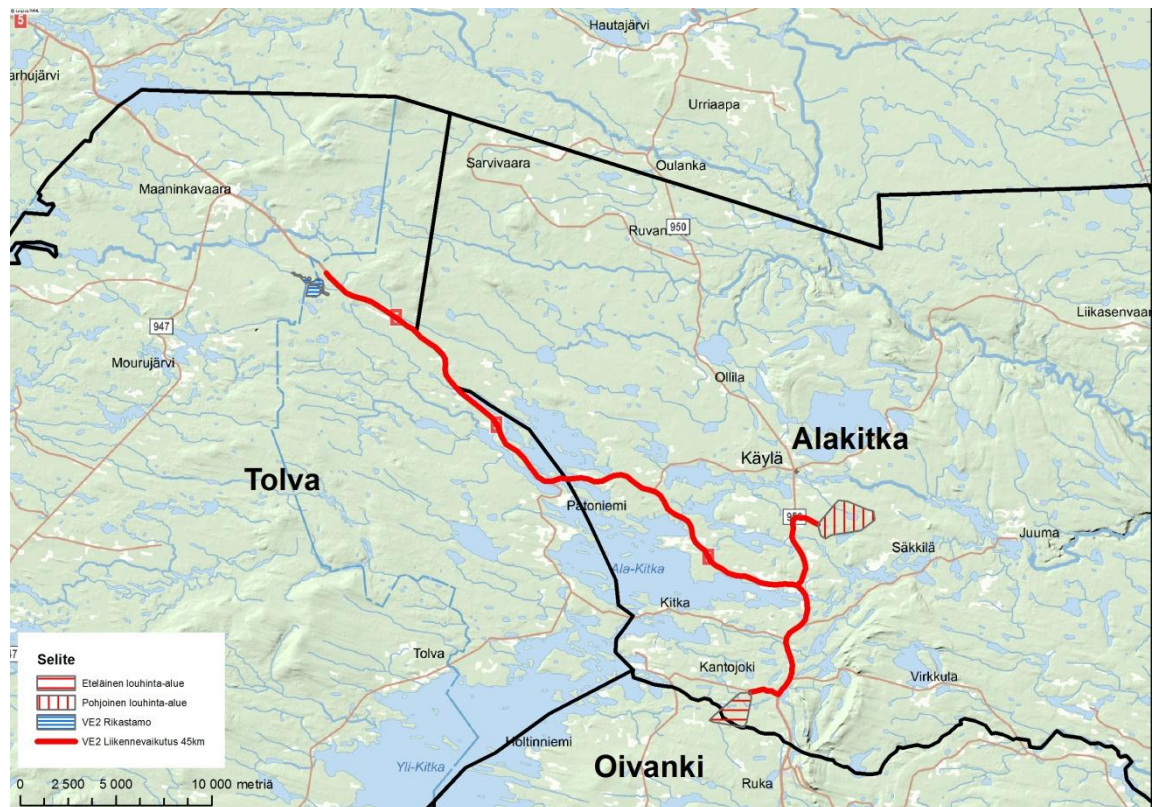 5
Hautajärvi
arhujärvi
Urriaapa
Sarvivaara
Oulanka
Maaninkavaara
950
Ruvan
Liikasenvaar
947
Mourujärvi
Ollila
Alakitka
Käylä
Tolva
Patoniemi
Säkkilä
Juuma
Ala-Kitka
Kitka
Tolva
Kantojoki
Virkkula
Holtinniemi
Oivanki
Yli-Kitka
Ruka
Selite
Eteläinen louhinta-alue
Pohjoinen louhinta-alue
VE2 Rikastamo
VE2 Liikennevaikutus 45km
0 2 500 5 000 10 000 metriä